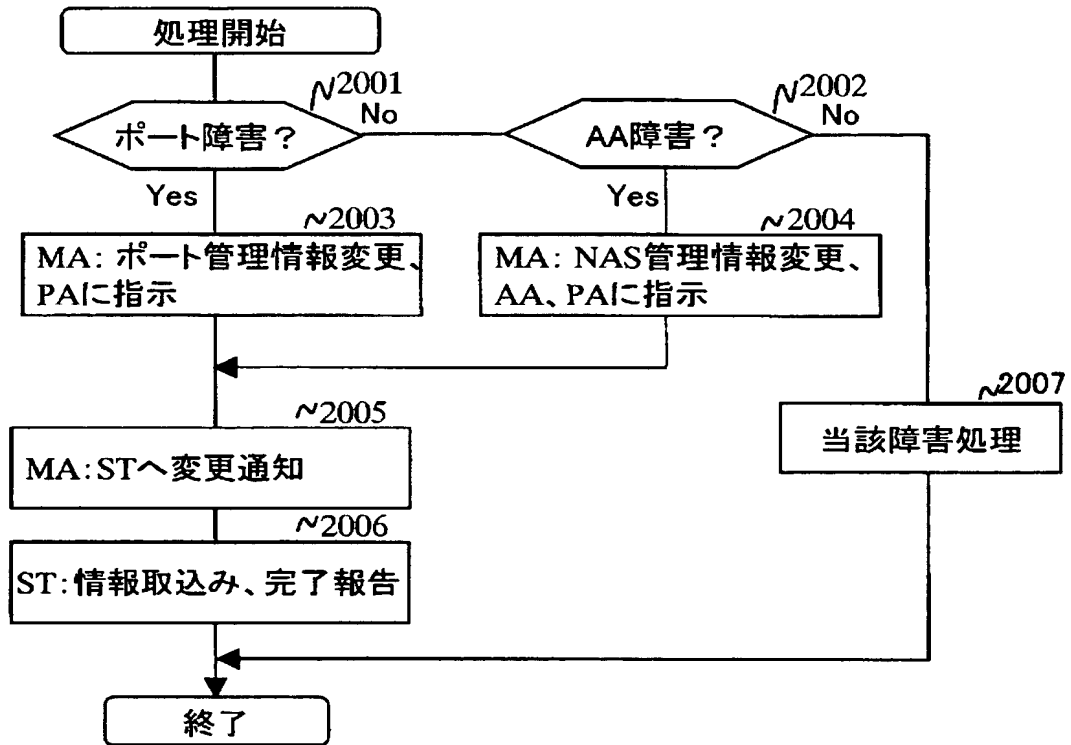 処理開始
~2001
~2002
ポート障害?
No
AA障害?
No
Yes
Yes
~2003
~2004
MA: ポート管理情報変更、
PAに指示
MA: NAS管理情報変更、
AA、PAに指示
~2005
~2007
MA:STへ変更通知
当該障害処理
~2006
ST:情報取込み、完了報告
終了